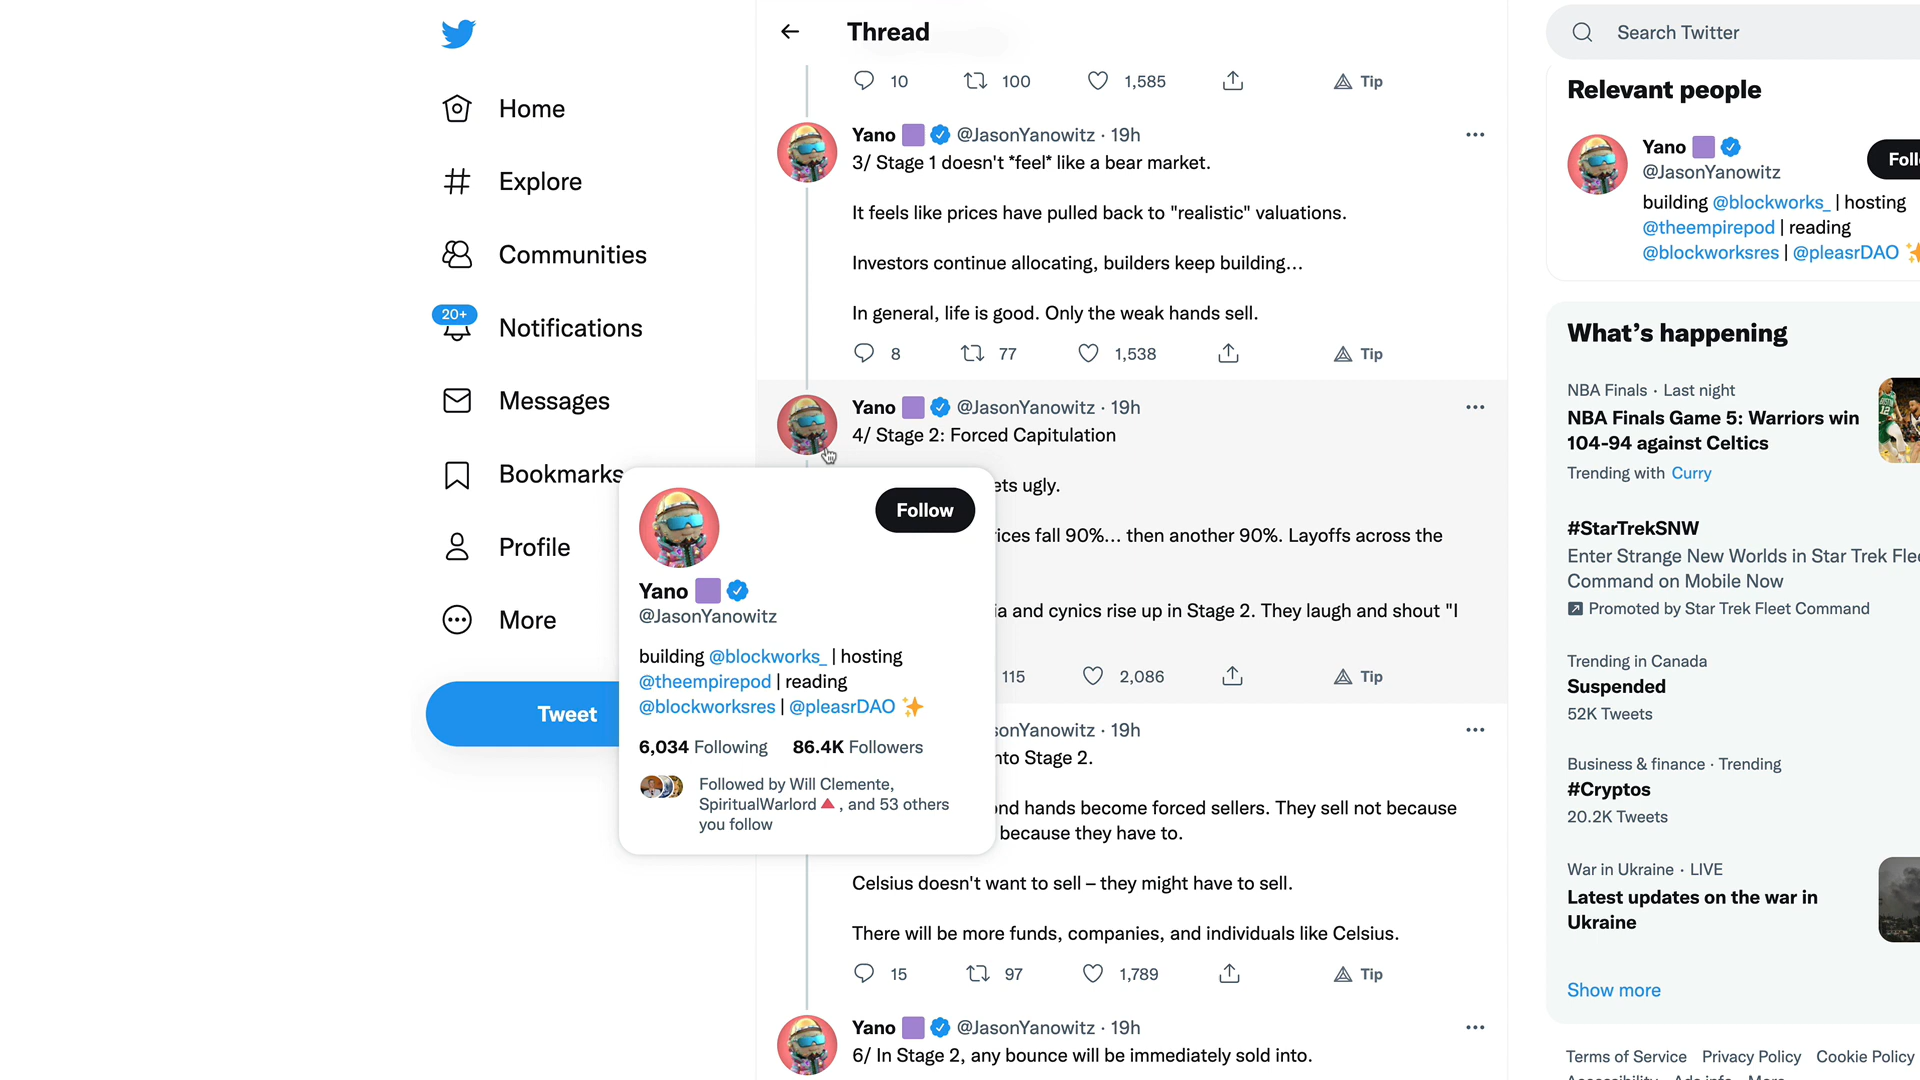 Home
Explore
Communities
20+
Notifications
Messages
Bookmarks
Profile
More
Tweet
Thread
10 100 1,585 Tip
Yano @JasonYanowitz · 19h
3/ Stage 1 doesn't *feel* like a bear market.
It feels like prices have pulled back to "realistic" valuations.
Investors continue allocating, builders keep building...
In general, life is good. Only the weak hands sell.
8 77 1,538 Tip
Yano @JasonYanowitz · 19h
4/ Stage 2: Forced Capitulation
ets ugly.
ices fall 90%... then another 90%. Layoffs across the
ia and cynics rise up in Stage 2. They laugh and shout "I
115 2,086 Tip
Follow
Yano
@JasonYanowitz
building @blockworks_ | hosting
@theempirepod | reading
@blockworksres | @pleasrDAO ✨
6,034 Following 86.4K Followers
Followed by Will Clemente,
SpiritualWarlord🔺, and 53 others
you follow
sonYanowitz · 19h
nto Stage 2.
ond hands become forced sellers. They sell not because
because they have to.
Celsius doesn't want to sell – they might have to sell.
There will be more funds, companies, and individuals like Celsius.
15 97 1,789 Tip
Yano @JasonYanowitz · 19h
6/ In Stage 2, any bounce will be immediately sold into.
Search Twitter
Relevant people
Yano
@JasonYanowitz
Foll
building @blockworks_ | hosting
@theempirepod | reading
@blockworksres | @pleasrDAO ✨
What's happening
NBA Finals · Last night
NBA Finals Game 5: Warriors win
104-94 against Celtics
Trending with Curry
#StarTrekSNW
Enter Strange New Worlds in Star Trek Flee
Command on Mobile Now
Promoted by Star Trek Fleet Command
Trending in Canada
Suspended
52K Tweets
Business & finance · Trending
#Cryptos
20.2K Tweets
War in Ukraine · LIVE
Latest updates on the war in
Ukraine
Show more
Terms of Service Privacy Policy Cookie Policy
Accessibility Ads info More